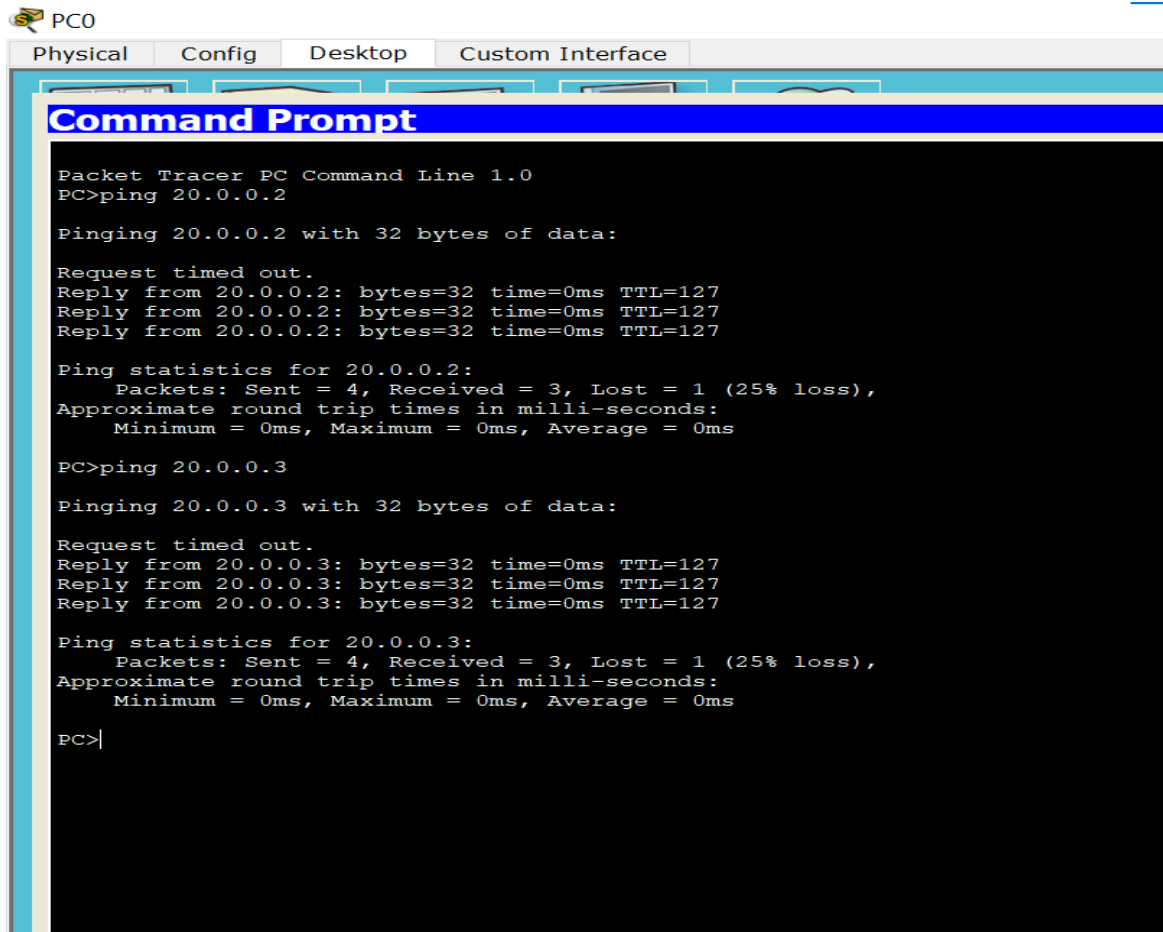 PC0
Physical Config Desktop Custom Interface
Command Prompt
Packet Tracer PC Command Line 1.0
PC>ping 20.0.0.2
Pinging 20.0.0.2 with 32 bytes of data:
Request timed out.
Reply from 20.0.0.2: bytes=32 time=0ms TTL=127
Reply from 20.0.0.2: bytes=32 time=0ms TTL=127
Reply from 20.0.0.2: bytes=32 time=0ms TTL=127
Ping statistics for 20.0.0.2:
Packets: Sent = 4, Received = 3, Lost = 1 (25% loss),
Approximate round trip times in milli-seconds:
Minimum = 0ms, Maximum = 0ms, Average = 0ms
PC>ping 20.0.0.3
Pinging 20.0.0.3 with 32 bytes of data:
Request timed out.
Reply from 20.0.0.3: bytes=32 time=0ms TTL=127
Reply from 20.0.0.3: bytes=32 time=0ms TTL=127
Reply from 20.0.0.3: bytes=32 time=0ms TTL=127
Ping statistics for 20.0.0.3:
Packets: Sent = 4, Received = 3, Lost = 1 (25% loss),
Approximate round trip times in milli-seconds:
Minimum = 0ms, Maximum = 0ms, Average = 0ms
PC>